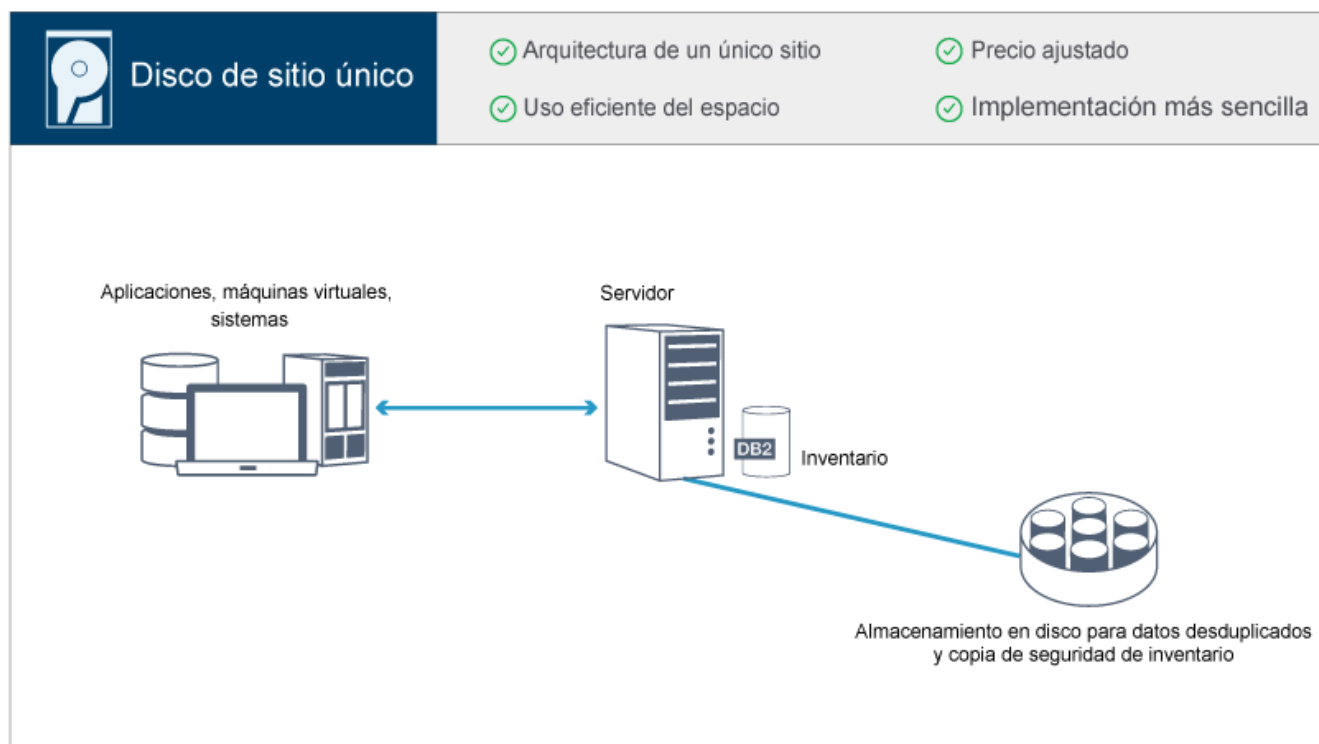 Disco de sitio único
Arquitectura de un único sitio
Precio ajustado
Uso eficiente del espacio
Implementación más sencilla
Aplicaciones, máquinas virtuales,
sistemas
Servidor
DB2
Inventario
Almacenamiento en disco para datos desduplicados
y copia de seguridad de inventario